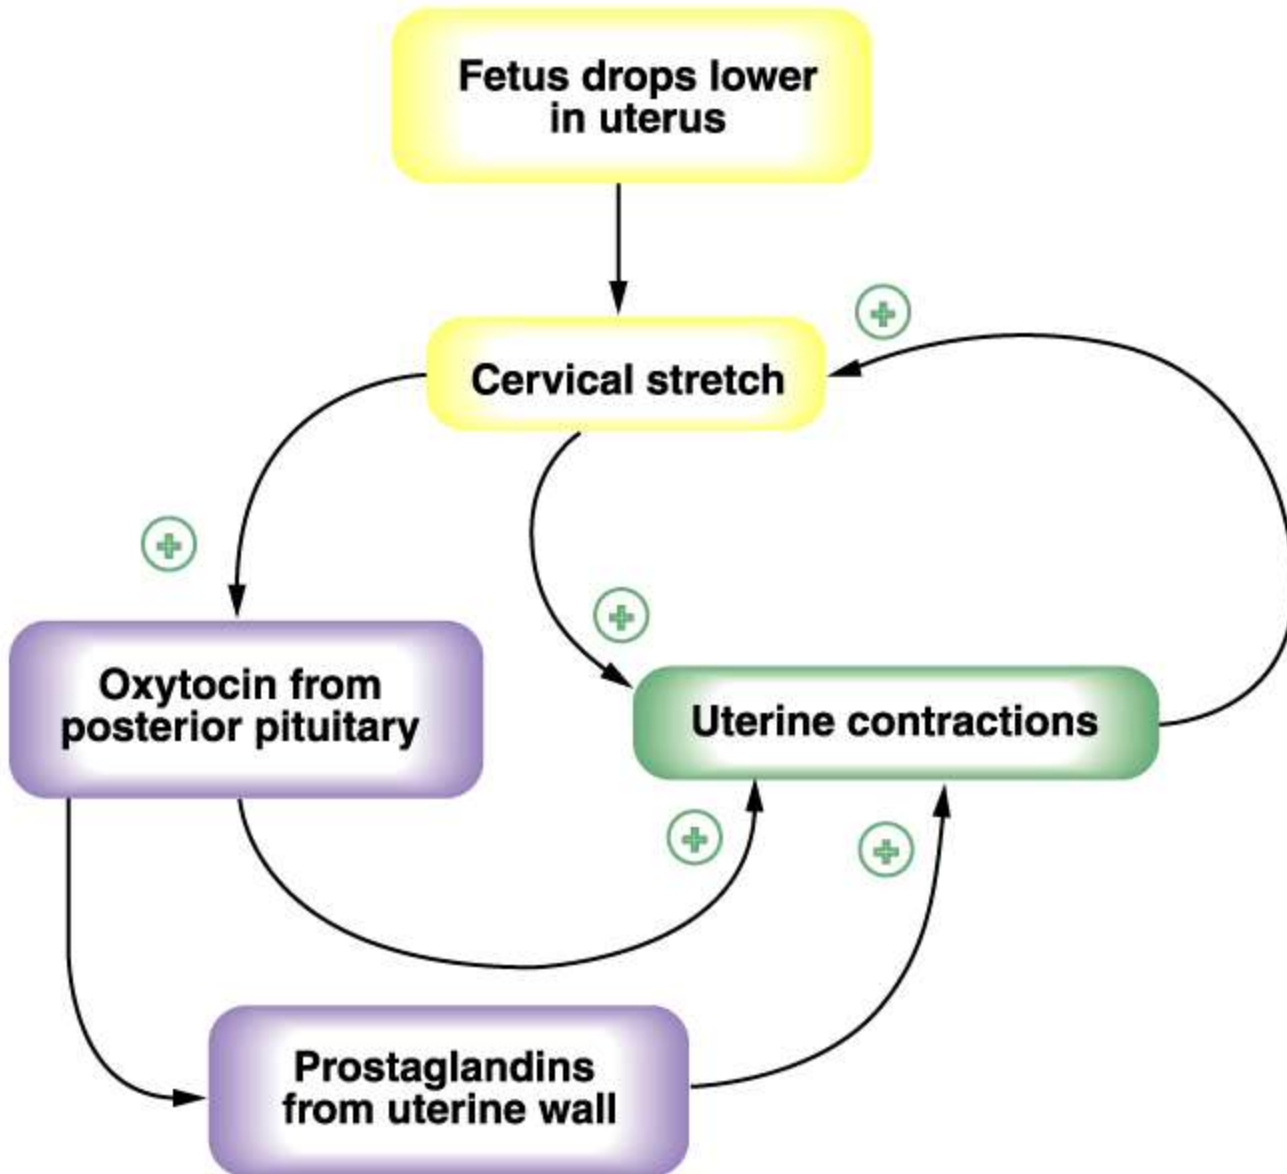 Fetus drops lower
in uterus
Cervical stretch
Oxytocin from
posterior pituitary
Uterine contractions
Prostaglandins
from uterine wall